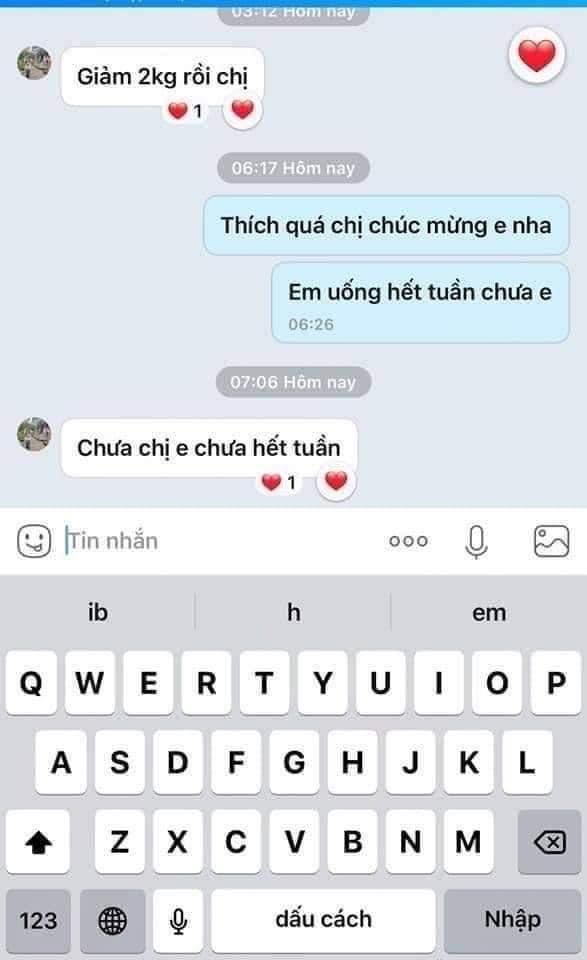 03:12 Hôm nay
Giảm 2kg rồi chị
1
06:17 Hôm nay
Thích quá chị chúc mừng e nha
Em uống hết tuần chưa e
06:26
07:06 Hôm nay
Chưa chị e chưa hết tuần
1
Tin nhắn
ib h em
Q W E R T Y U I O P
A S D F G H J K L
Z X C V B N M
123 dấu cách Nhập